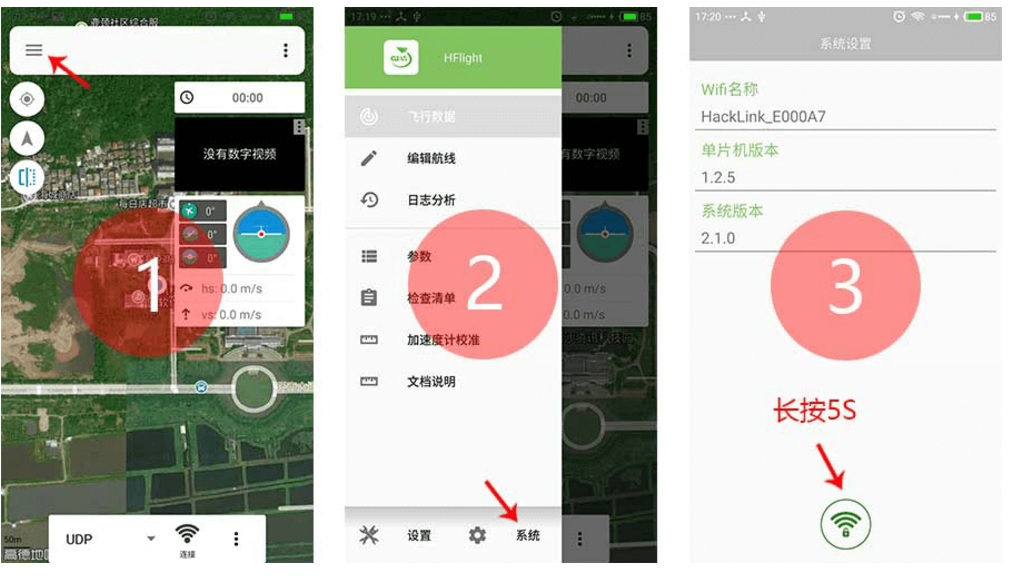 00:00
没有数字视频
0°
0°
0°
hs: 0.0 m/s
vs: 0.0 m/s
1
50m
高德地
UDP
连接
17:19
85
HFlight
00:00
飞行数据
有数字视频
编辑航线
日志分析
参数
检查清单
加速度计校准
文档说明
0.0 m/s
0.0 m/s
2
设置
系统
17:20
85
系统设置
Wifi名称
HackLink_E000A7
单片机版本
1.2.5
系统版本
2.1.0
3
长按5S